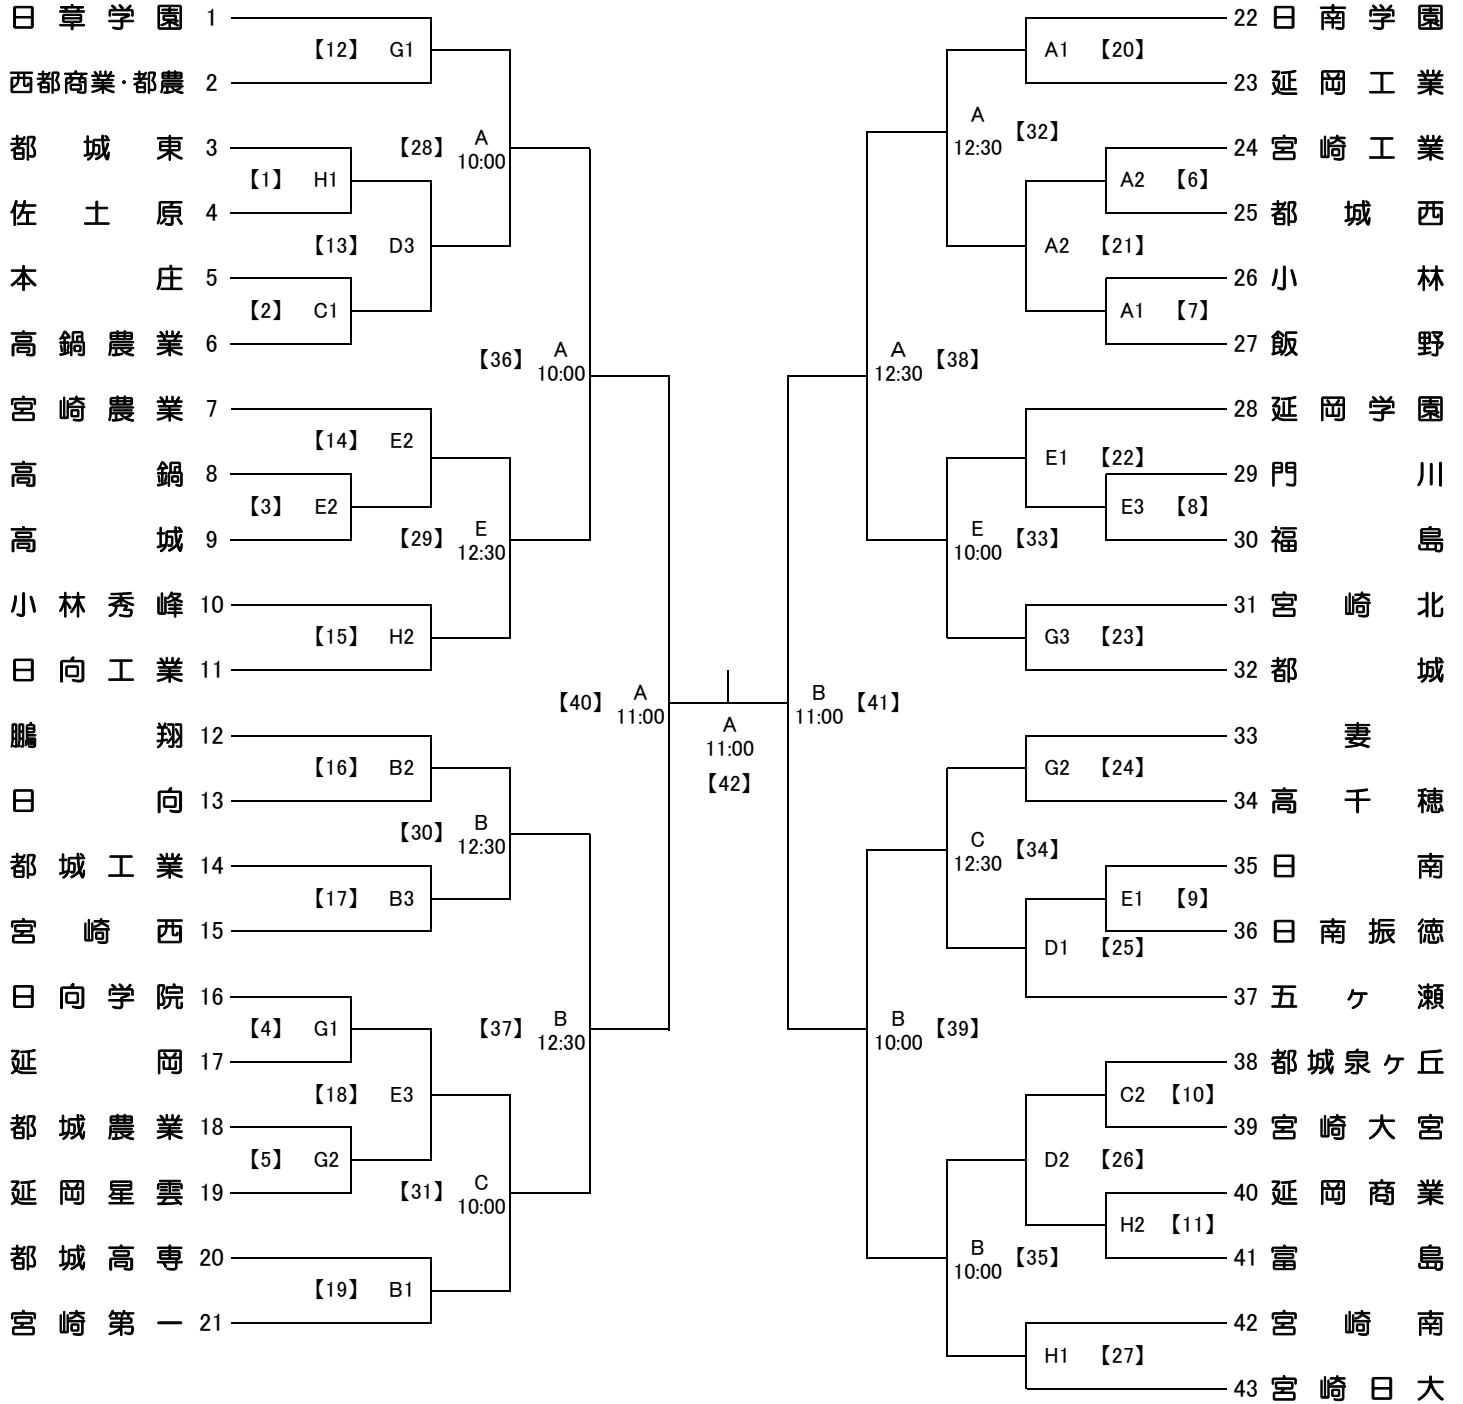 日章学園 1
【12】 G1
西都商業・都農 2
都城東 3
【1】 H1
佐土原 4
【28】 A 10:00
【13】 D3
本庄 5
【2】 C1
高鍋農業 6
【36】 A 10:00
宮崎農業 7
【14】 E2
高鍋 8
【3】 E2
高城 9
【29】 E 12:30
小林秀峰 10
【15】 H2
日向工業 11
【40】 A 11:00
鵬翔 12
【16】 B2
日向 13
【30】 B 12:30
都城工業 14
【17】 B3
宮崎西 15
日向学院 16
【4】 G1
延岡 17
【37】 B 12:30
【18】 E3
都城農業 18
【5】 G2
延岡星雲 19
【31】 C 10:00
都城高専 20
【19】 B1
宮崎第一 21
A
11:00
【42】
22 日南学園
A1 【20】
23 延岡工業
A 12:30 【32】
24 宮崎工業
A2 【6】
25 都城西
A2 【21】
26 小林
A1 【7】
27 飯野
A 12:30 【38】
28 延岡学園
E1 【22】
29 門川
E3 【8】
30 福島
E 10:00 【33】
31 宮崎北
G3 【23】
32 都城
B 11:00 【41】
33 妻
G2 【24】
34 高千穂
C 12:30 【34】
35 日南
E1 【9】
36 日南振徳
D1 【25】
37 五ヶ瀬
B 10:00 【39】
38 都城泉ヶ丘
C2 【10】
39 宮崎大宮
D2 【26】
40 延岡商業
H2 【11】
41 富島
B 10:00 【35】
42 宮崎南
H1 【27】
43 宮崎日大